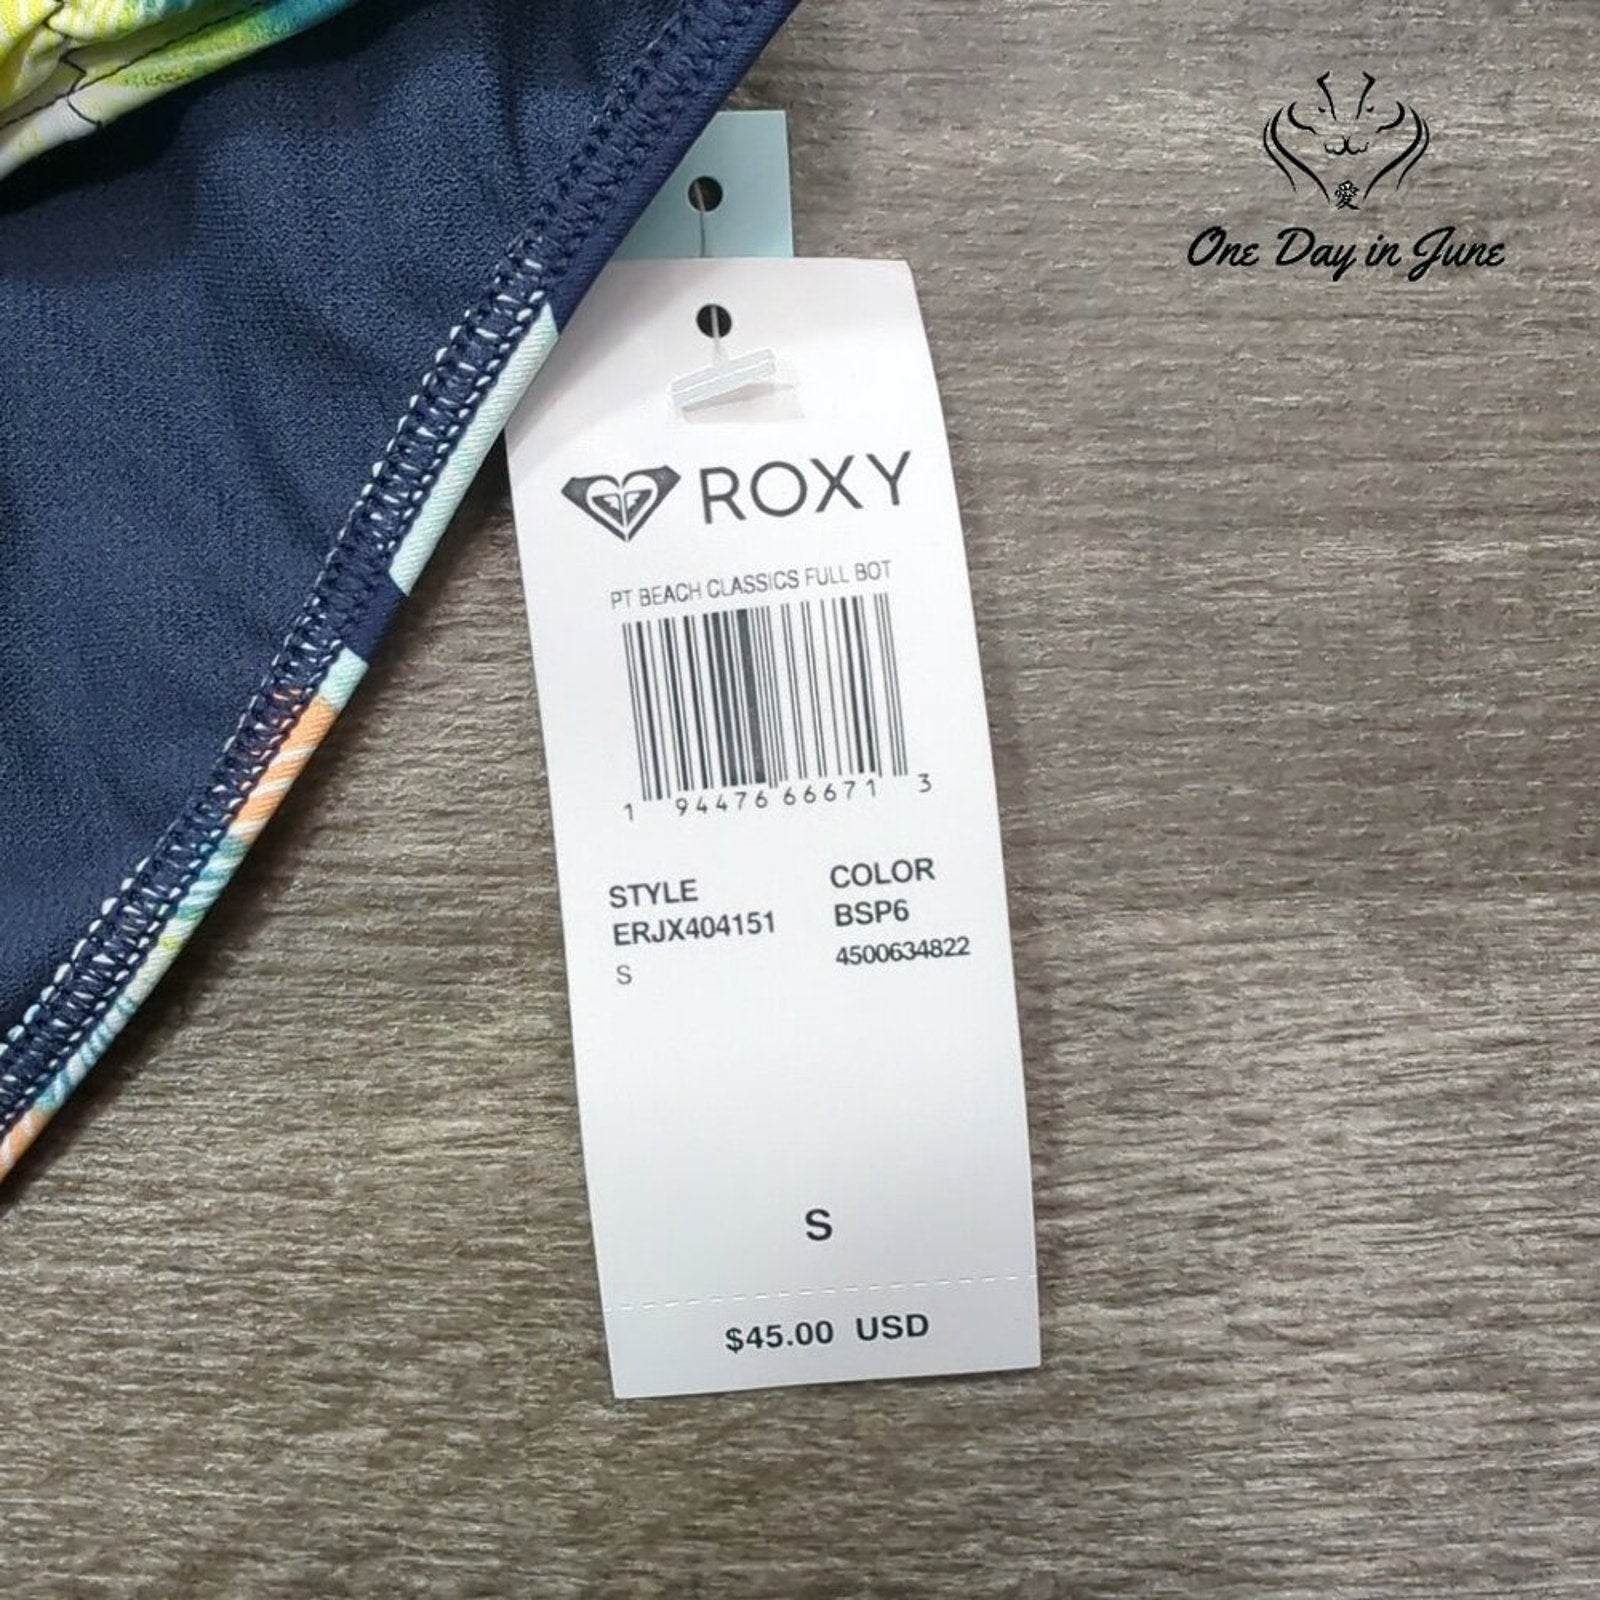 愛
One Day in June
ROXY
PT BEACH CLASSICS FULL BOT
1 94476 66671 3
STYLE COLOR
ERJX404151 BSP6
S 4500634822
S
$45.00 USD